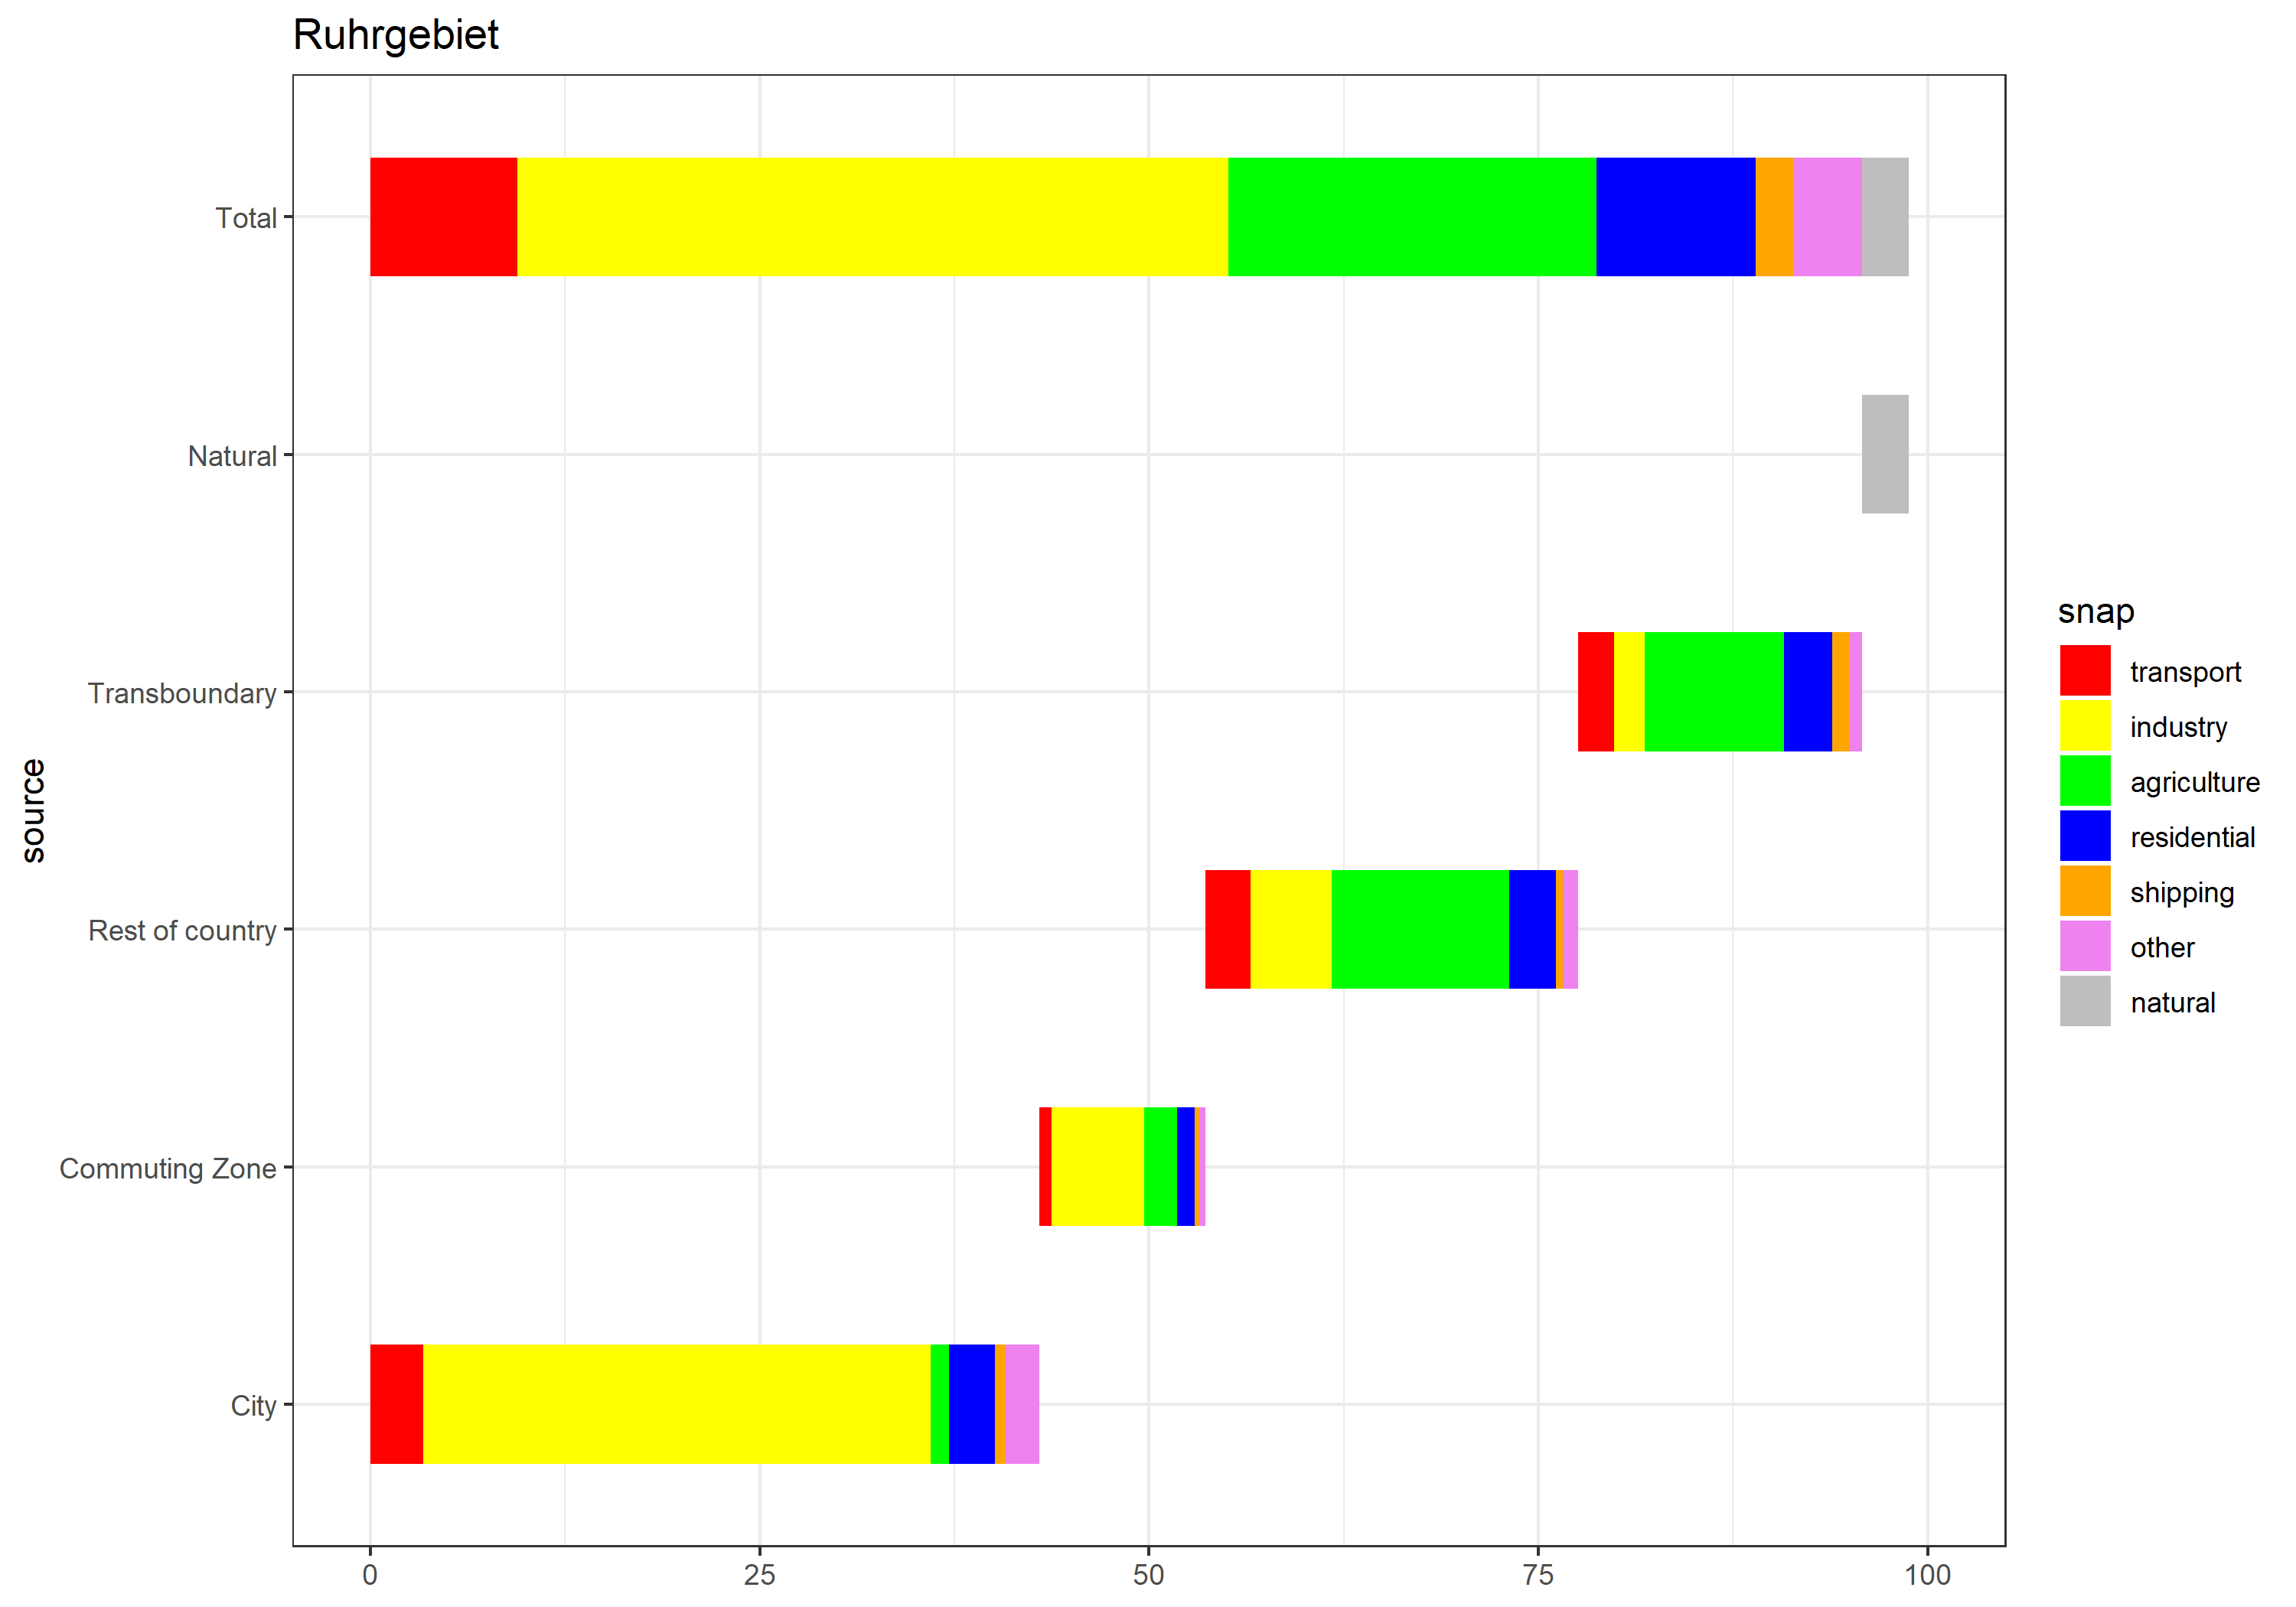 Ruhrgebiet
Total
Natural
Transboundary
Rest of country
Commuting Zone
City
source
0 25 50 75 100
snap
transport
industry
agriculture
residential
shipping
other
natural